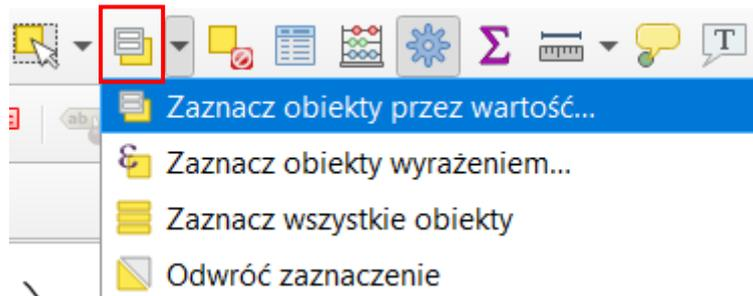 Zaznacz obiekty przez wartość...
Zaznacz obiekty wyrażeniem...
Zaznacz wszystkie obiekty
Odwróć zaznaczenie